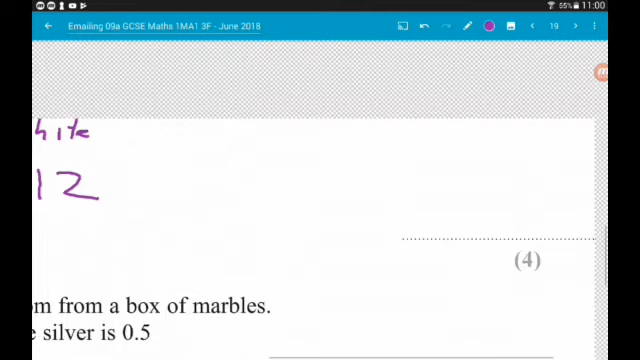 55% 11:00
Emailing 09a GCSE Maths 1MA1 3F - June 2018
19
hite
12
(4)
om from a box of marbles.
e silver is 0.5